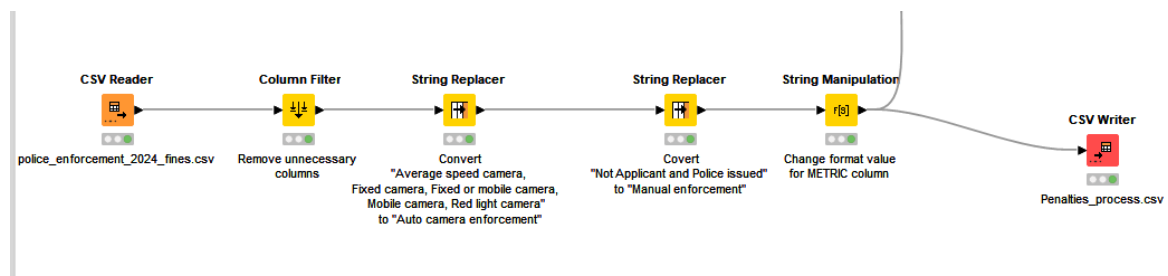 CSV Reader
Column Filter
String Replacer
String Replacer
String Manipulation
CSV Writer
F[S]
police_enforcement_2024_fines.csv
Remove unnecessary
columns
Convert
"Average speed camera,
Fixed camera, Fixed or mobile camera,
Mobile camera, Red light camera"
to "Auto camera enforcement"
Covert
"Not Applicant and Police issued"
to "Manual enforcement"
Change format value
for METRIC column
Penalties_process.csv